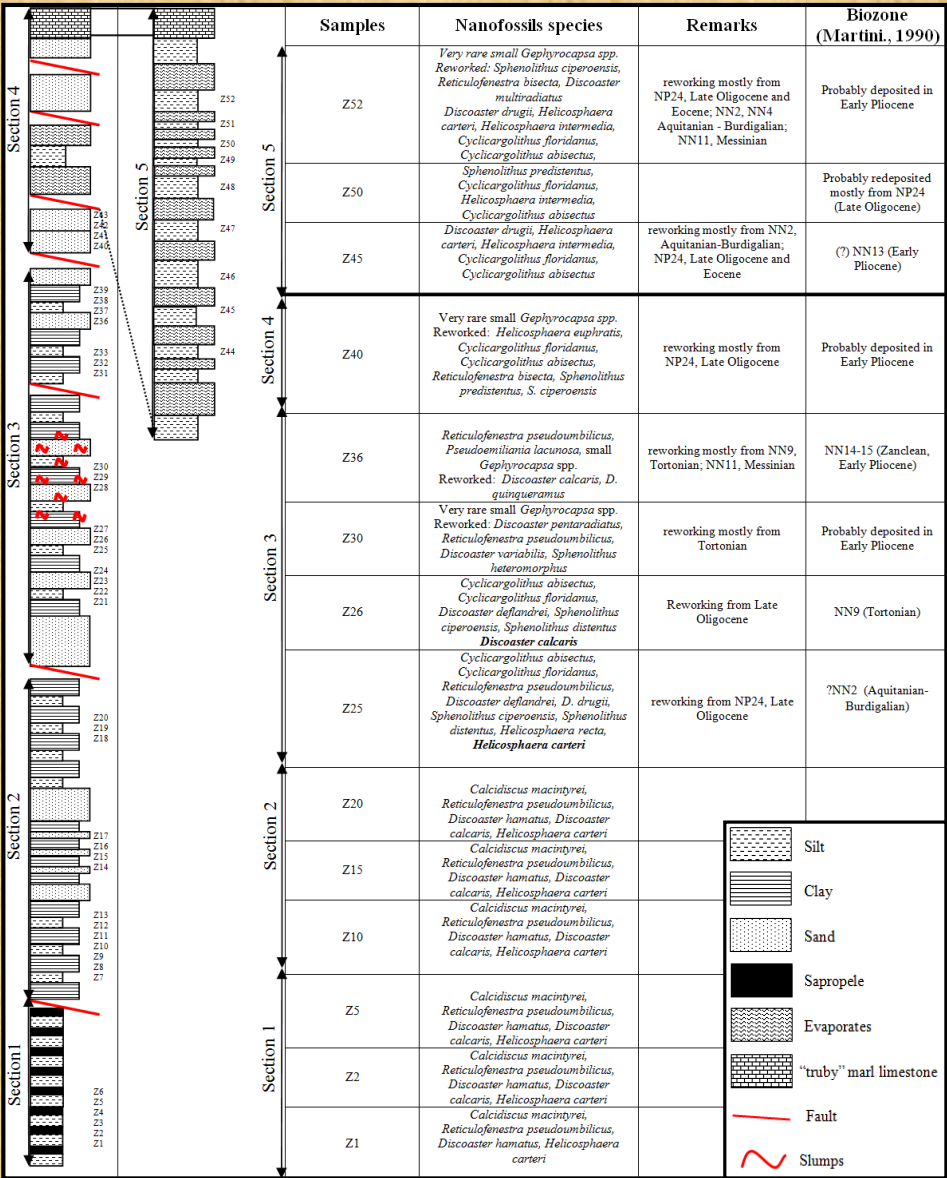 Samples
Nanofossils species
Remarks
Biozone
(Martini., 1990)
Section 4
Section 3
Section 2
Section1
Section 5
Z43
Z42
Z41
Z40
Z39
Z38
Z37
Z36
Z33
Z32
Z31
Z30
Z29
Z28
Z27
Z26
Z25
Z24
Z23
Z22
Z21
Z20
Z19
Z18
Z17
Z16
Z15
Z14
Z13
Z12
Z11
Z10
Z9
Z8
Z7
Z6
Z5
Z4
Z3
Z2
Z1
Z52
Z51
Z50
Z49
Z48
Z47
Z46
Z45
Z44
Section 5
Z52
Very rare small Gephyrocapsa spp.
Reworked: Sphenolithus ciperoensis,
Reticulofenestra bisecta, Discoaster
multiradiatus
Discoaster drugii, Helicosphaera
carteri, Helicosphaera intermedia,
Cyclicargolithus floridanus,
Cyclicargolithus abisectus,
reworking mostly from
NP24, Late Oligocene and
Eocene; NN2, NN4
Aquitanian - Burdigalian;
NN11, Messinian
Probably deposited in
Early Pliocene
Z50
Sphenolithus predistentus,
Cyclicargolithus floridanus,
Helicosphaera intermedia,
Cyclicargolithus abisectus
Probably redeposited
mostly from NP24
(Late Oligocene)
Z45
Discoaster drugii, Helicosphaera
carteri, Helicosphaera intermedia,
Cyclicargolithus floridanus,
Cyclicargolithus abisectus
reworking mostly from NN2,
Aquitanian-Burdigalian;
NP24, Late Oligocene and
Eocene
(?) NN13 (Early
Pliocene)
Section 4
Z40
Very rare small Gephyrocapsa spp.
Reworked: Helicosphaera euphratis,
Cyclicargolithus floridanus,
Cyclicargolithus abisectus,
Reticulofenestra bisecta, Sphenolithus
predistentus, S. ciperoensis
reworking mostly from
NP24, Late Oligocene
Probably deposited in
Early Pliocene
Section 3
Z36
Reticulofenestra pseudoumbilicus,
Pseudoemiliania lacunosa, small
Gephyrocapsa spp.
Reworked: Discoaster calcaris, D.
quinqueramus
reworking mostly from NN9,
Tortonian; NN11, Messinian
NN14-15 (Zanclean,
Early Pliocene)
Z30
Very rare small Gephyrocapsa spp.
Reworked: Discoaster pentaradiatus,
Reticulofenestra pseudoumbilicus,
Discoaster variabilis, Sphenolithus
heteromorphus
reworking mostly from
Tortonian
Probably deposited in
Early Pliocene
Z26
Cyclicargolithus abisectus,
Cyclicargolithus floridanus,
Discoaster deflandrei, Sphenolithus
ciperoensis, Sphenolithus distentus
Discoaster calcaris
Reworking from Late
Oligocene
NN9 (Tortonian)
Z25
Cyclicargolithus abisectus,
Cyclicargolithus floridanus,
Reticulofenestra pseudoumbilicus,
Discoaster deflandrei, D. drugii,
Sphenolithus ciperoensis, Sphenolithus
distentus, Helicosphaera recta,
Helicosphaera carteri
reworking from NP24, Late
Oligocene
?NN2 (Aquitanian-
Burdigalian)
Section 2
Z20
Calcidiscus macintyrei,
Reticulofenestra pseudoumbilicus,
Discoaster hamatus, Discoaster
calcaris, Helicosphaera carteri
Z15
Calcidiscus macintyrei,
Reticulofenestra pseudoumbilicus,
Discoaster hamatus, Discoaster
calcaris, Helicosphaera carteri
Z10
Calcidiscus macintyrei,
Reticulofenestra pseudoumbilicus,
Discoaster hamatus, Discoaster
calcaris, Helicosphaera carteri
Section 1
Z5
Calcidiscus macintyrei,
Reticulofenestra pseudoumbilicus,
Discoaster hamatus, Discoaster
calcaris, Helicosphaera carteri
Z2
Calcidiscus macintyrei,
Reticulofenestra pseudoumbilicus,
Discoaster hamatus, Discoaster
calcaris, Helicosphaera carteri
Z1
Calcidiscus macintyrei,
Reticulofenestra pseudoumbilicus,
Discoaster hamatus, Helicosphaera
carteri
Silt
Clay
Sand
Sapropele
Evaporates
"truby" marl limestone
Fault
Slumps